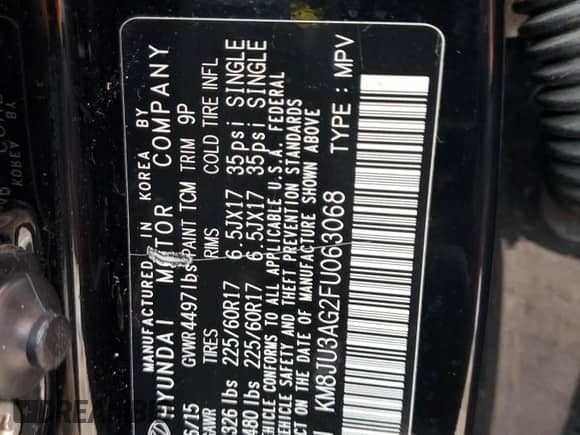 MANUFACTURED IN KOREA BY
HYUNDAI MOTOR COMPANY
/15 GVWR 4497 lbs PAINT TCM TRIM 9P
GAWR TIRES RIMS COLD TIRE INFL
326 lbs 225/60R17 6.5JX17 35psi SINGLE
480 lbs 225/60R17 6.5JX17 35psi SINGLE
VEHICLE CONFORMS TO ALL APPLICABLE U.S.A. FEDERAL
VEHICLE SAFETY AND THEFT PREVENTION STANDARDS
ON THE DATE OF MANUFACTURE SHOWN ABOVE
KM8JU3AG2FU063068 TYPE : MPV
KOREA BY